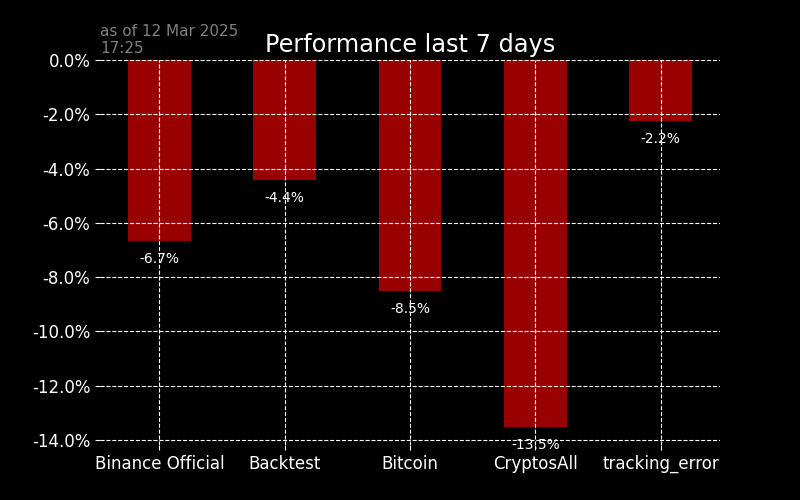 as of 12 Mar 2025
17:25
Performance last 7 days
0.0%
-2.0%
-4.0%
-6.0%
-8.0%
-10.0%
-12.0%
-14.0%
-6.7%
-4.4%
-8.5%
-13.5%
-2.2%
Binance Official
Backtest
Bitcoin
CryptosAll
tracking_error